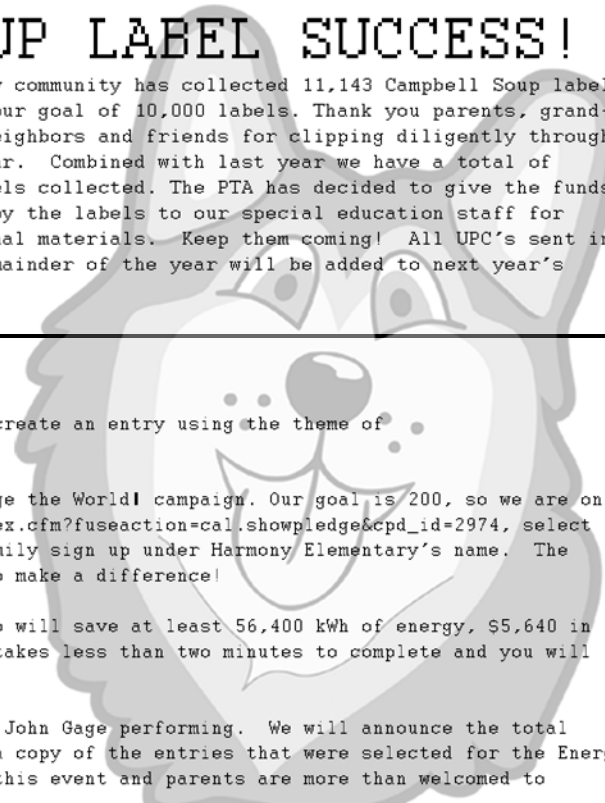 UP LABEL SUCCESS!
y community has collected 11,143 Campbell Soup label
our goal of 10,000 labels. Thank you parents, grand-
eighbors and friends for clipping diligently through
ar. Combined with last year we have a total of
els collected. The PTA has decided to give the funds
by the labels to our special education staff for
nal materials. Keep them coming! All UPC's sent in
mainder of the year will be added to next year's
create an entry using the theme of
ge the World! campaign. Our goal is 200, so we are on
ex.cfm?fuseaction=cal.showpledge&cpd_id=2974, select
mily sign up under Harmony Elementary's name. The
o make a difference!
o will save at least 56,400 kWh of energy, $5,640 in
takes less than two minutes to complete and you will
John Gage performing. We will announce the total
a copy of the entries that were selected for the Energ
this event and parents are more than welcomed to